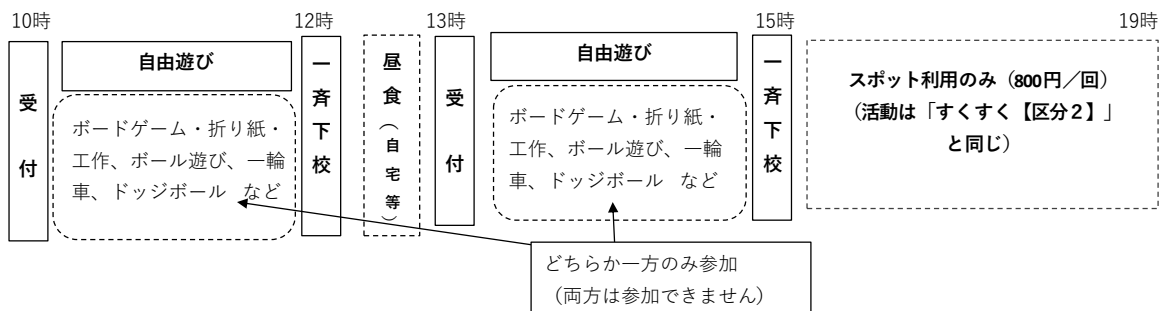 10時
12時
13時
15時
19時
受付
自由遊び
ボードゲーム・折り紙・
工作、ボール遊び、一輪
車、ドッジボール など
一斉下校
昼食(自宅等)
受付
自由遊び
ボードゲーム・折り紙・
工作、ボール遊び、一輪
車、ドッジボール など
一斉下校
スポット利用のみ（800円／回）
（活動は「すくすく【区分２】」
と同じ）
どちらか一方のみ参加
（両方は参加できません）